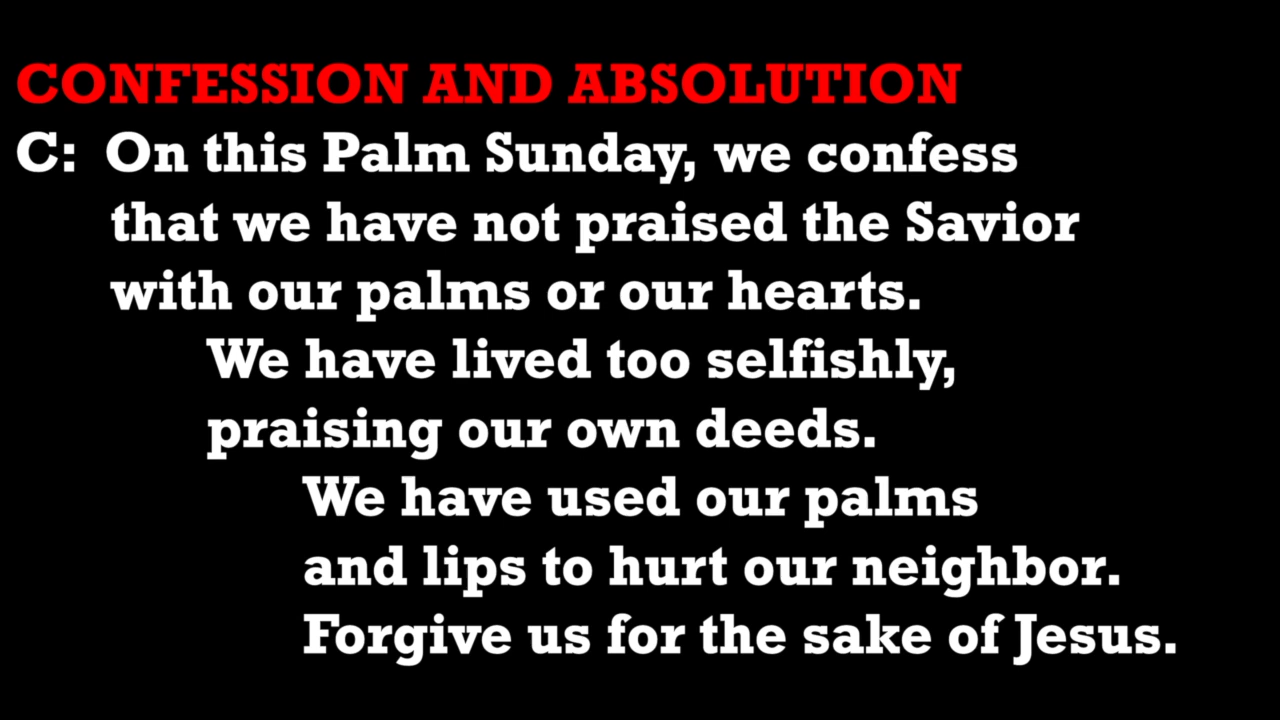 CONFESSION AND ABSOLUTION
C: On this Palm Sunday, we confess
that we have not praised the Savior
with our palms or our hearts.
We have lived too selfishly,
praising our own deeds.
We have used our palms
and lips to hurt our neighbor.
Forgive us for the sake of Jesus.